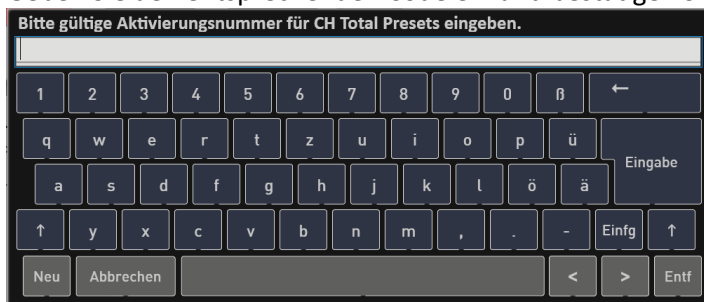 Bitte gültige Aktivierungsnummer für CH Total Presets eingeben.
1 2 3 4 5 6 7 8 9 0 ß ←
q w e r t z u i o p ü Eingabe
a s d f g h j k l ö ä
↑ y x c v b n m , . - Einfg ↑
Neu Abbrechen < > Entf